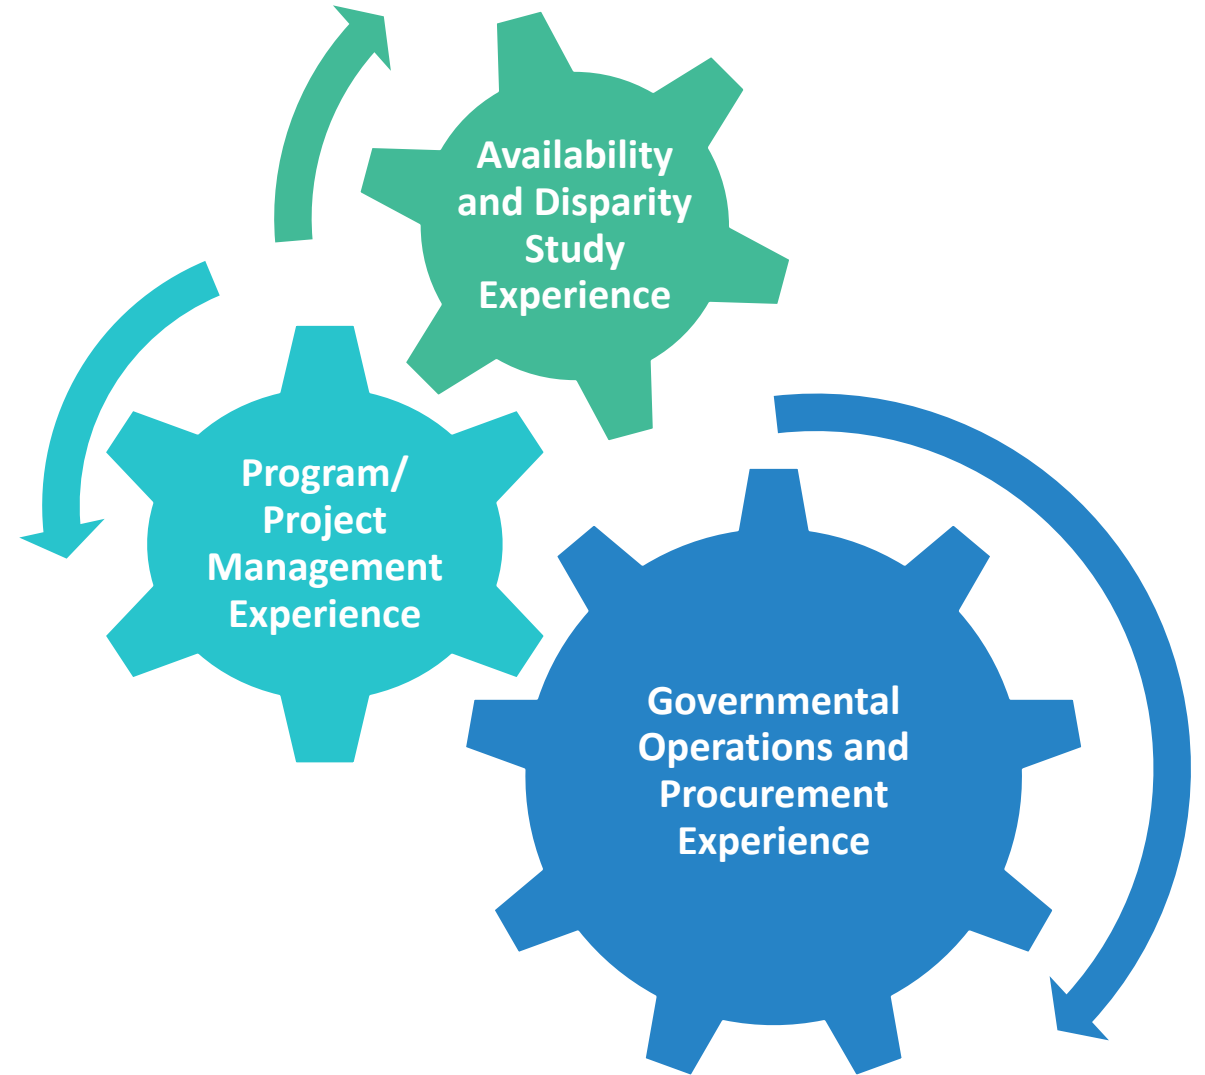 Availability
and Disparity
Study
Experience
Program/
Project
Management
Experience
Governmental
Operations and
Procurement
Experience